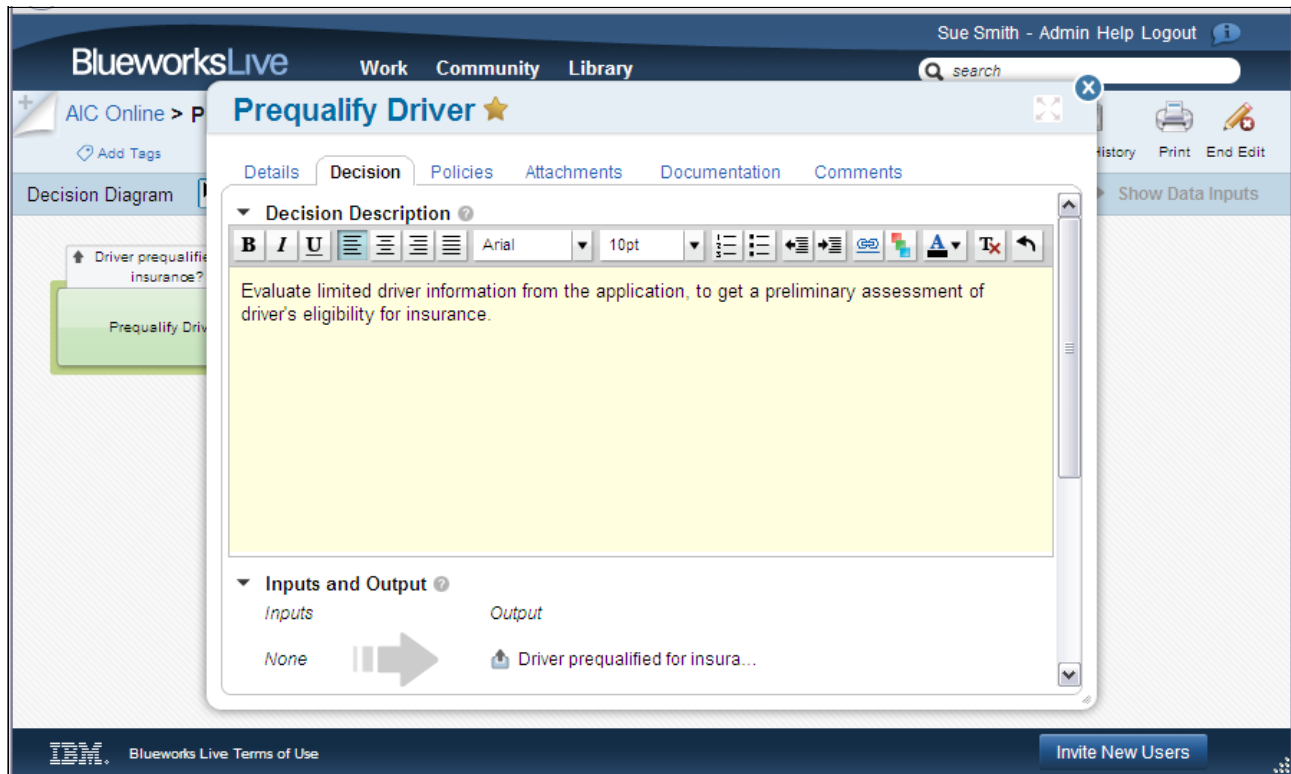 Sue Smith - Admin Help Logout
BlueworksLive Work Community Library
search
AIC Online > P
Add Tags
History Print End Edit
Decision Diagram
Show Data Inputs
Driver prequalifie
insurance?
Prequalify Driv
Prequalify Driver
Details Decision Policies Attachments Documentation Comments
Decision Description
B I U Arial 10pt A Tx
Evaluate limited driver information from the application, to get a preliminary assessment of
driver's eligibility for insurance.
Inputs and Output
Inputs Output
None Driver prequalified for insura...
IBM. Blueworks Live Terms of Use
Invite New Users